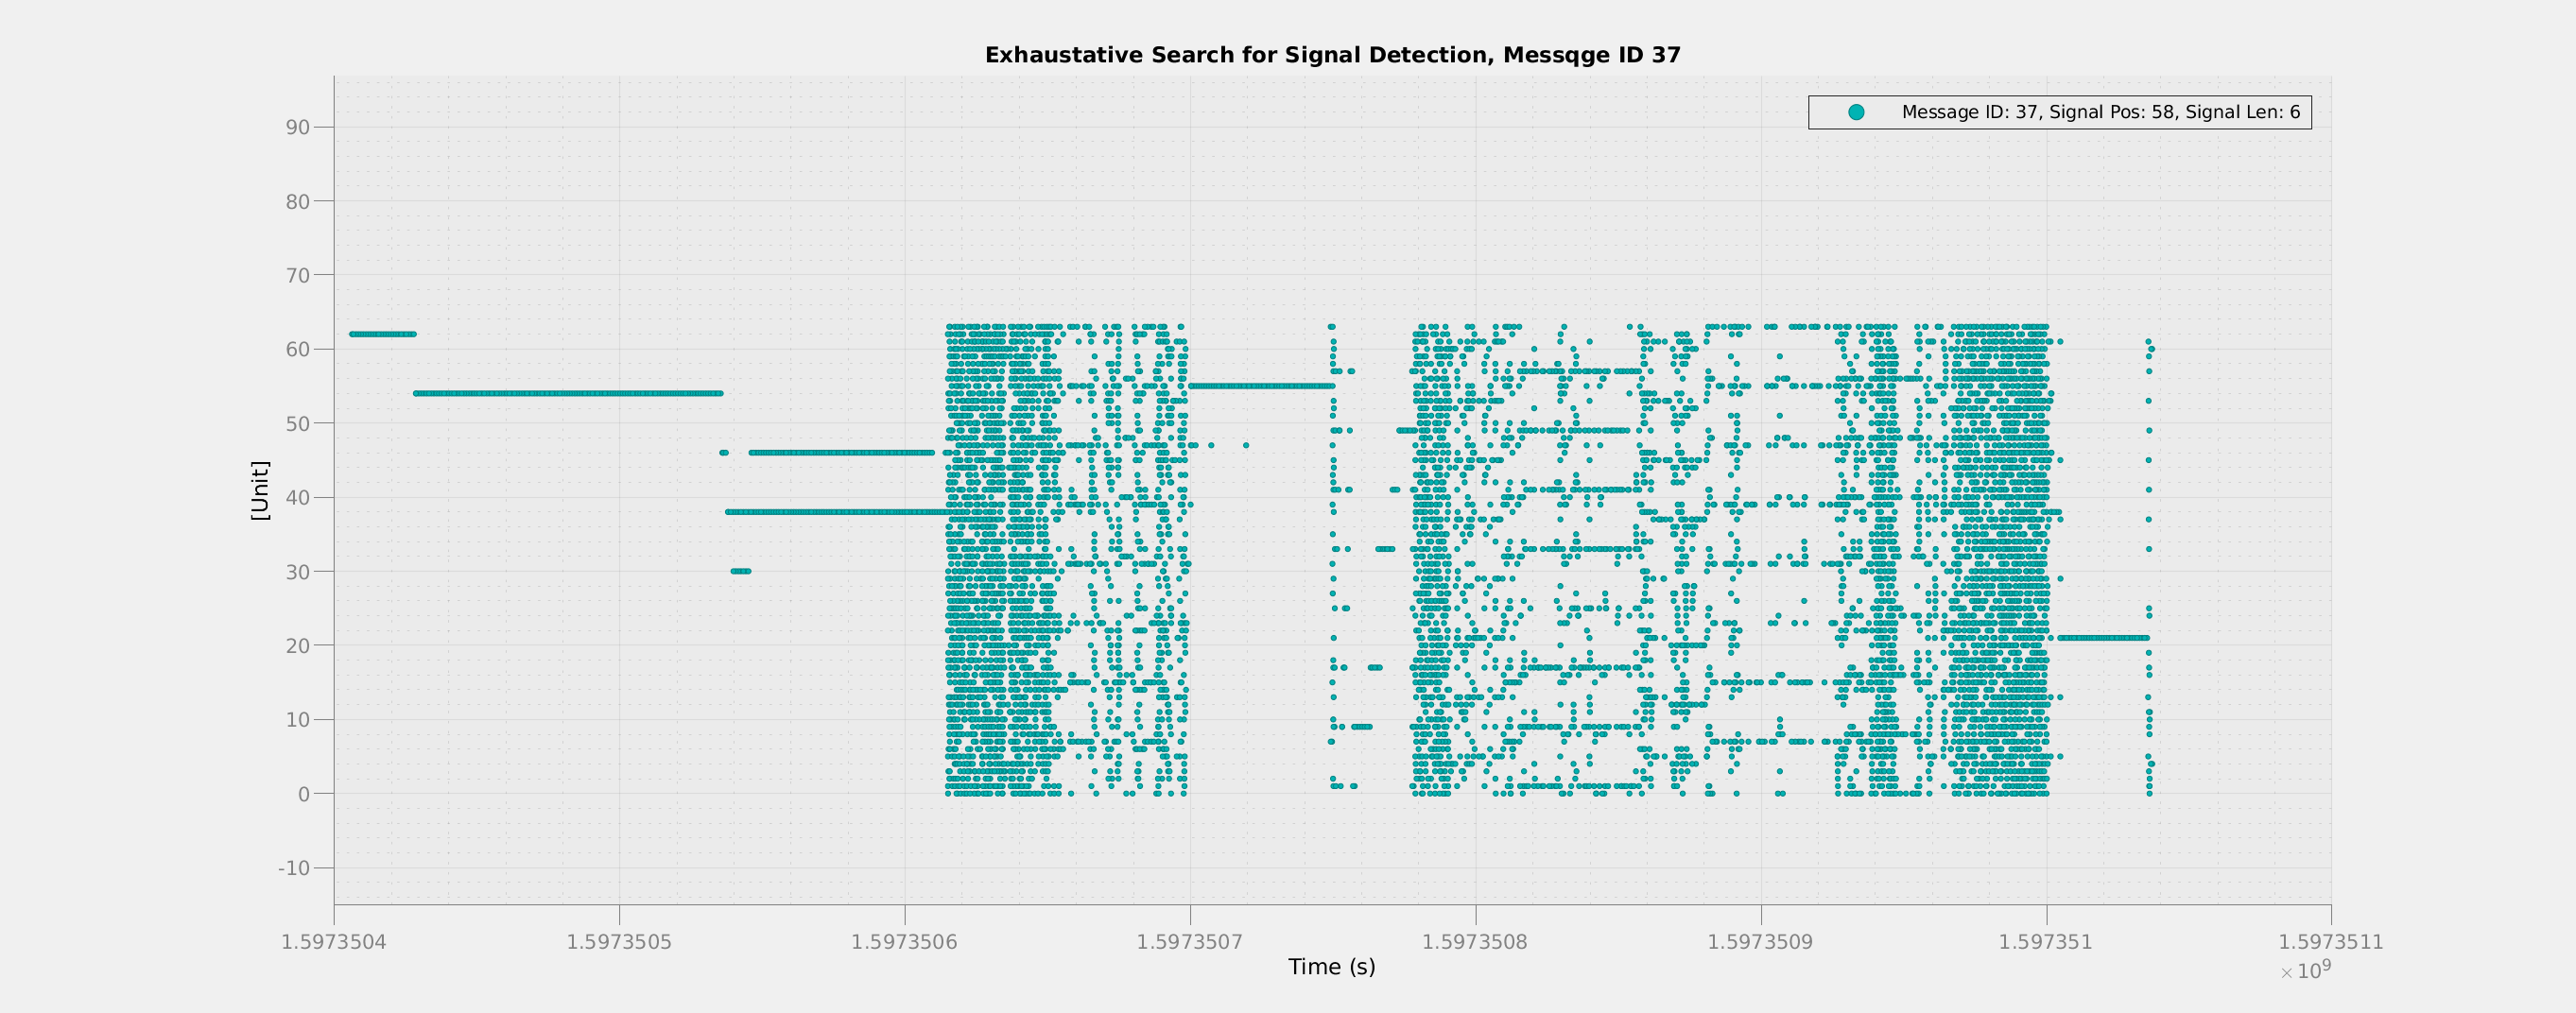 Exhaustative Search for Signal Detection, Messqge ID 37
Message ID: 37, Signal Pos: 58, Signal Len: 6
90
80
70
60
50
40
30
20
10
0
-10
[Unit]
1.5973504 1.5973505 1.5973506 1.5973507 1.5973508 1.5973509 1.597351 1.5973511
Time (s)
×10⁹